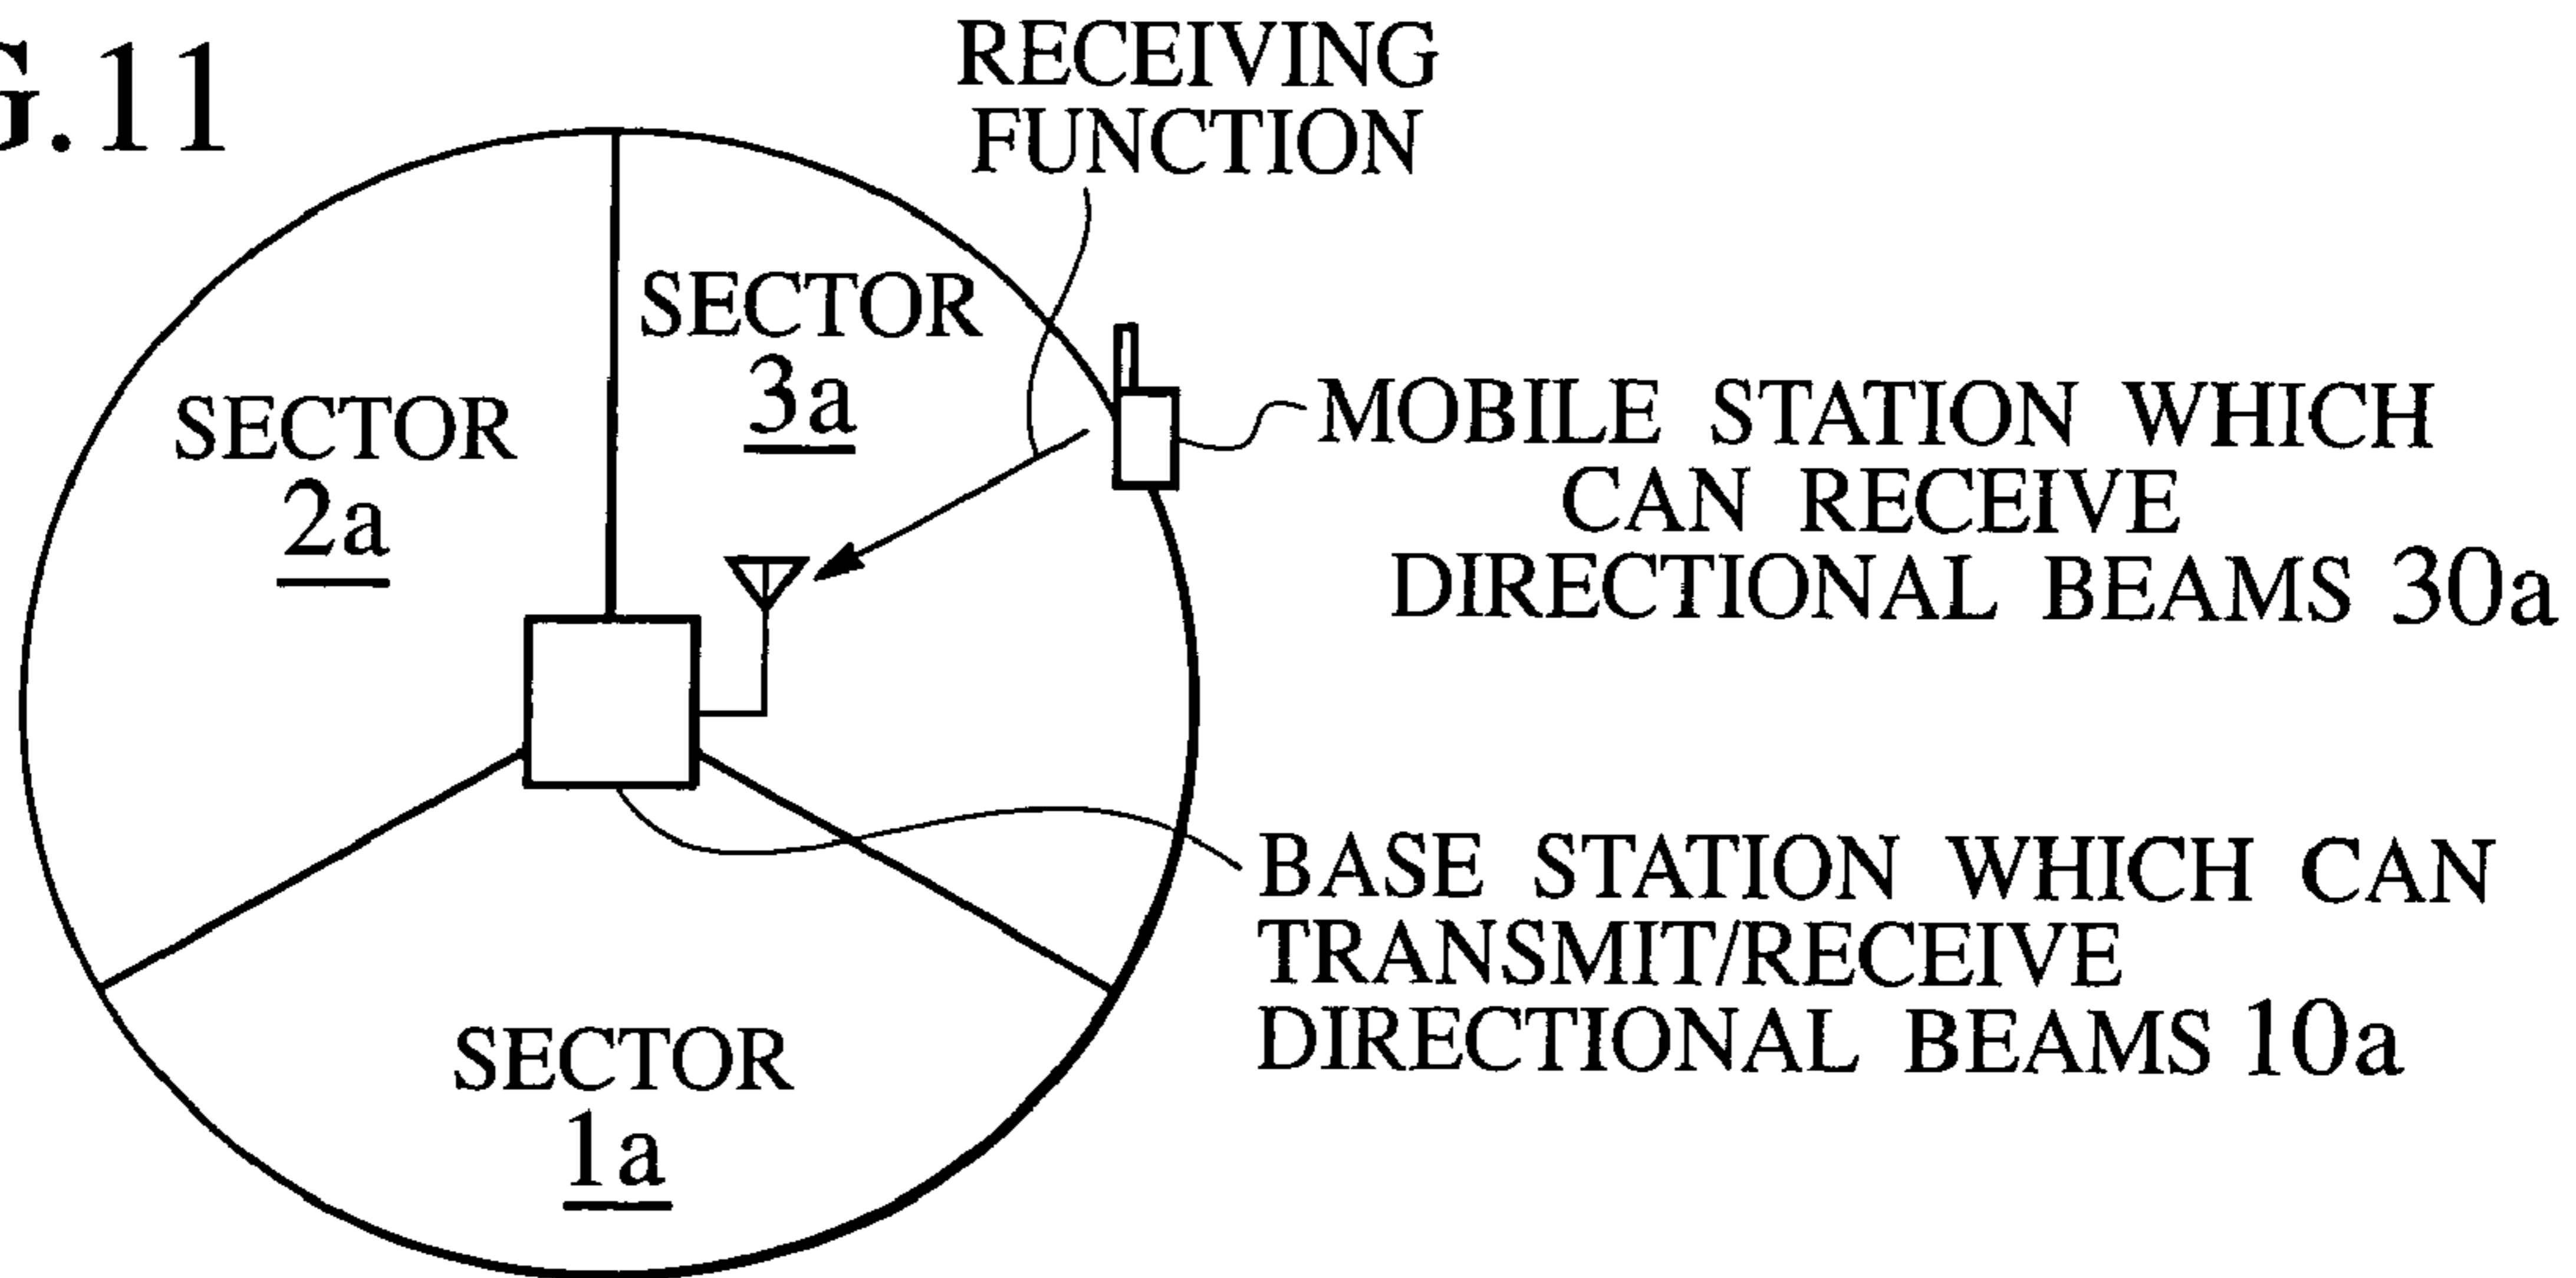 G.11
RECEIVING
FUNCTION
SECTOR
3a
SECTOR
2a
MOBILE STATION WHICH
CAN RECEIVE
DIRECTIONAL BEAMS 30a
BASE STATION WHICH CAN
TRANSMIT/RECEIVE
DIRECTIONAL BEAMS 10a
SECTOR
1a